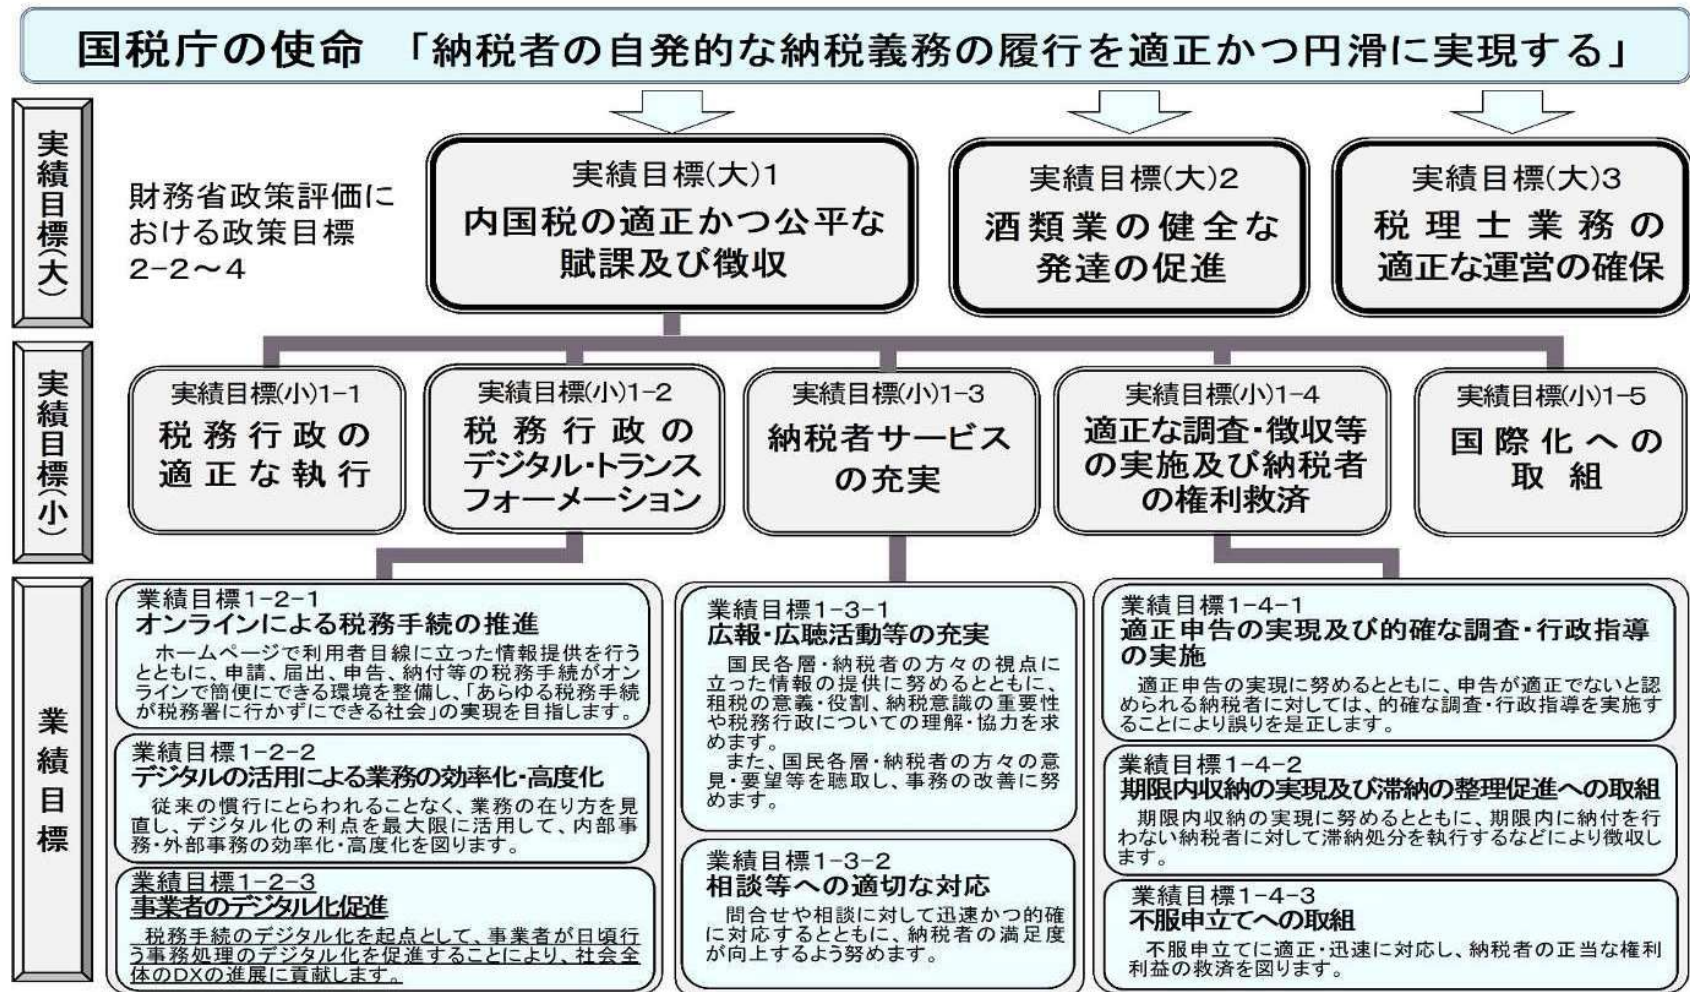 国税庁の使命 「納税者の自発的な納税義務の履行を適正かつ円滑に実現する」
実績目標(大)
財務省政策評価に
おける政策目標
2-2～4
実績目標(大)1
内国税の適正かつ公平な
賦課及び徴収
実績目標(大)2
酒類業の健全な
発達の促進
実績目標(大)3
税理士業務の
適正な運営の確保
実績目標(小)
実績目標(小)1-1
税務行政の
適正な執行
実績目標(小)1-2
税務行政の
デジタル・トランス
フォーメーション
実績目標(小)1-3
納税者サービス
の充実
実績目標(小)1-4
適正な調査・徴収等
の実施及び納税者
の権利救済
実績目標(小)1-5
国際化への
取組
業績目標
業績目標1-2-1
オンラインによる税務手続の推進
ホームページで利用者目線に立った情報提供を行う
とともに、申請、届出、申告、納付等の税務手続がオン
ラインで簡便にできる環境を整備し、「あらゆる税務手続
が税務署に行かずにできる社会」の実現を目指します。
業績目標1-2-2
デジタルの活用による業務の効率化・高度化
従来の慣行にとらわれることなく、業務の在り方を見
直し、デジタル化の利点を最大限に活用して、内部事
務・外部事務の効率化・高度化を図ります。
業績目標1-2-3
事業者のデジタル化促進
税務手続のデジタル化を起点として、事業者が日頃行
う事務処理のデジタル化を促進することにより、社会全
体のDXの進展に貢献します。
業績目標1-3-1
広報・広聴活動等の充実
国民各層・納税者の方々の視点に
立った情報の提供に努めるとともに、
租税の意義・役割、納税意識の重要性
や税務行政についての理解・協力を求
めます。
また、国民各層・納税者の方々の意
見・要望等を聴取し、事務の改善に努
めます。
業績目標1-3-2
相談等への適切な対応
問合せや相談に対して迅速かつ的確
に対応するとともに、納税者の満足度
が向上するよう努めます。
業績目標1-4-1
適正申告の実現及び的確な調査・行政指導
の実施
適正申告の実現に努めるとともに、申告が適正でないと認
められる納税者に対しては、的確な調査・行政指導を実施す
ることにより誤りを是正します。
業績目標1-4-2
期限内収納の実現及び滞納の整理促進への取組
期限内収納の実現に努めるとともに、期限内に納付を行
わない納税者に対して滞納処分を執行するなどにより徴収し
ます。
業績目標1-4-3
不服申立てへの取組
不服申立てに適正・迅速に対応し、納税者の正当な権利
利益の救済を図ります。